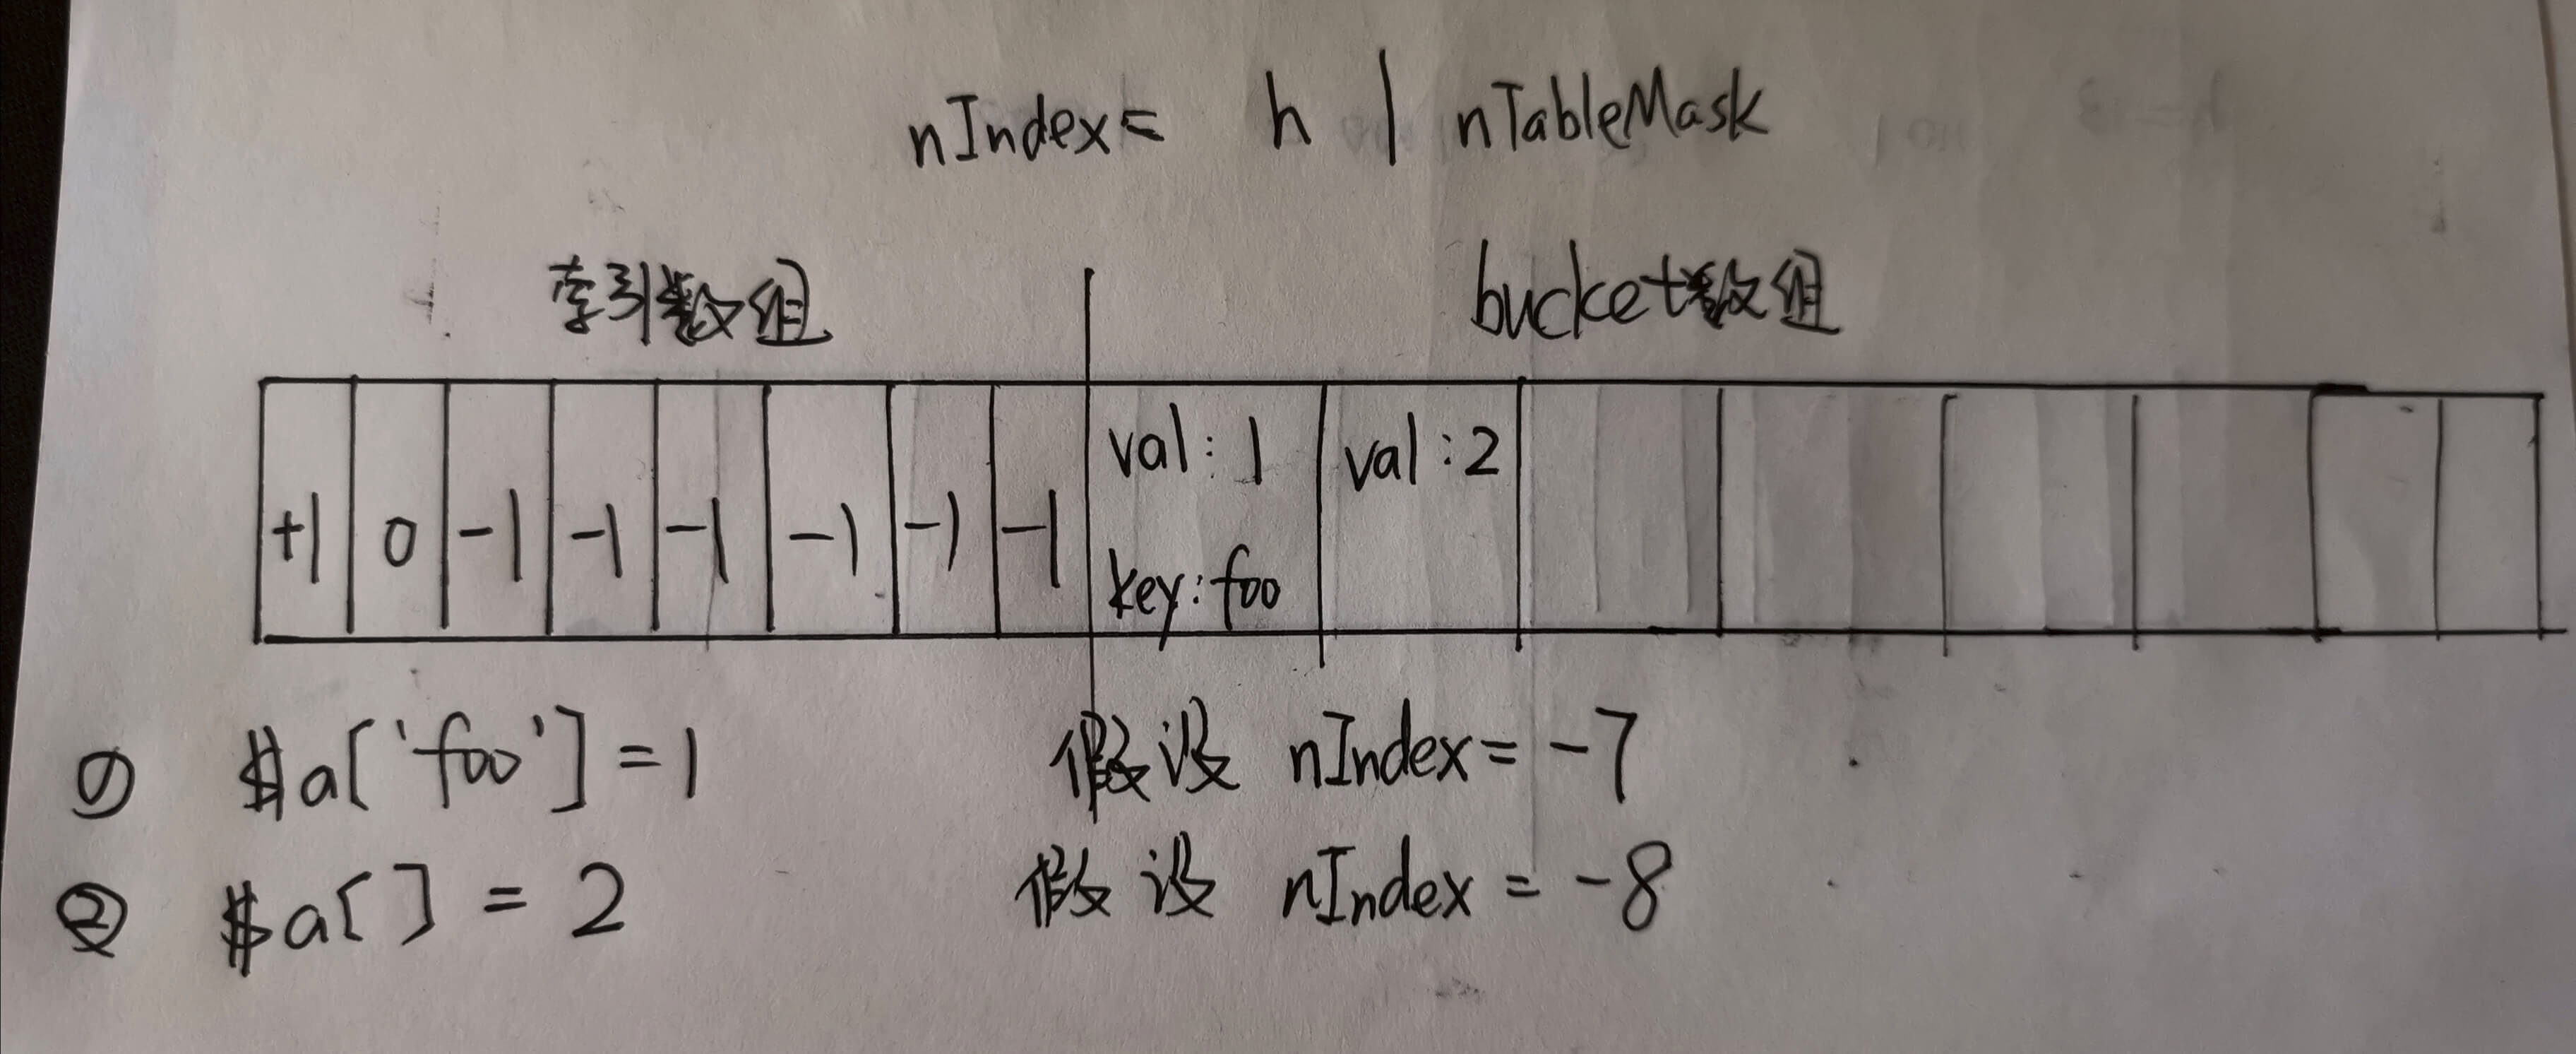 nIndex= h | nTableMask
索引数组 bucket数组
+1 0 -1 -1 -1 -1 -1 -1 val:1 val:2
key:foo
① $a['foo']=1 假设 nIndex=-7
② $a[]=2 假设 nIndex=-8